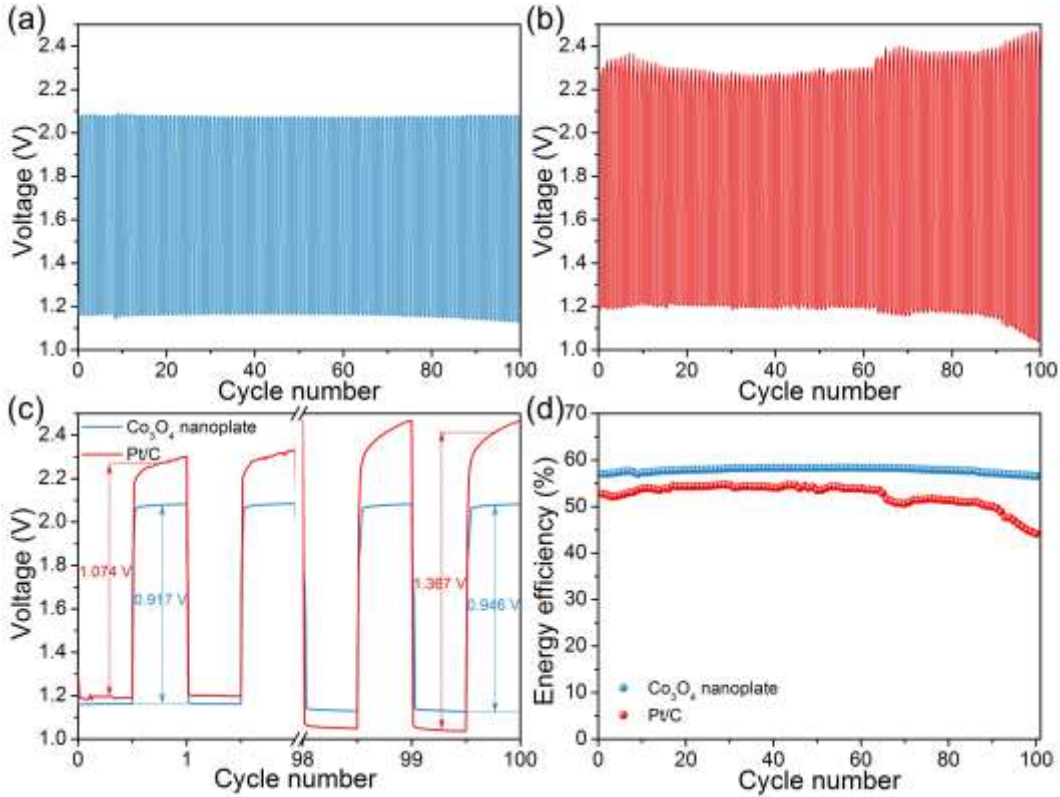 (a)
2.4
2.2
2.0
1.8
1.6
1.4
1.2
1.0
Voltage (V)
0 20 40 60 80 100
Cycle number
(b)
2.4
2.2
2.0
1.8
1.6
1.4
1.2
1.0
Voltage (V)
0 20 40 60 80 100
Cycle number
(c)
2.4
2.2
2.0
1.8
1.6
1.4
1.2
1.0
Voltage (V)
Co₃O₄ nanoplate
Pt/C
1.074 V
0.917 V
1.367 V
0.946 V
0 1 98 99 100
Cycle number
(d)
70
60
50
40
30
20
10
0
Energy efficiency (%)
Co₃O₄ nanoplate
Pt/C
0 20 40 60 80 100
Cycle number